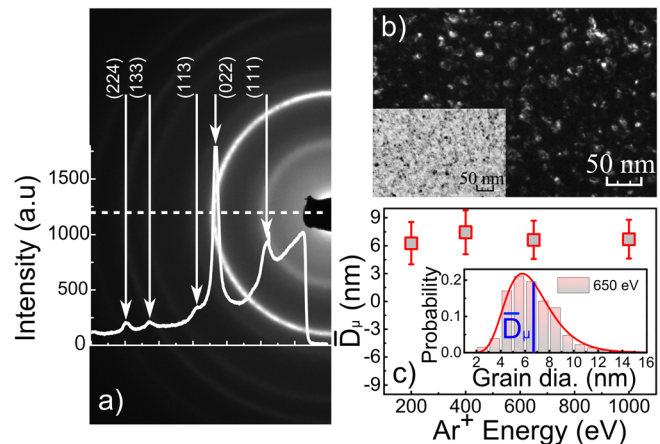 (224)
(133)
(113)
(022)
(111)
1500
1000
500
0
Intensity (a.u)
a)
b)
50 nm
50 nm
9
6
3
0
-3
-6
-9
D̅μ (nm)
0.2
0.1
0.0
Probability
650 eV
D̅μ
2 4 6 8 10 12 14 16
Grain dia. (nm)
c)
200 400 600 800 1000
Ar⁺ Energy (eV)